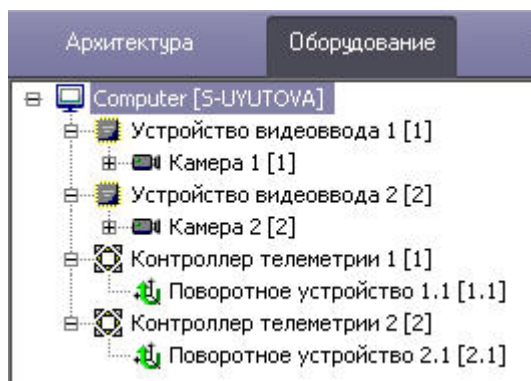 Архитектура Оборудование
Computer [S-UYUTOVA]
Устройство видеоввода 1 [1]
Камера 1 [1]
Устройство видеоввода 2 [2]
Камера 2 [2]
Контроллер телеметрии 1 [1]
Поворотное устройство 1.1 [1.1]
Контроллер телеметрии 2 [2]
Поворотное устройство 2.1 [2.1]